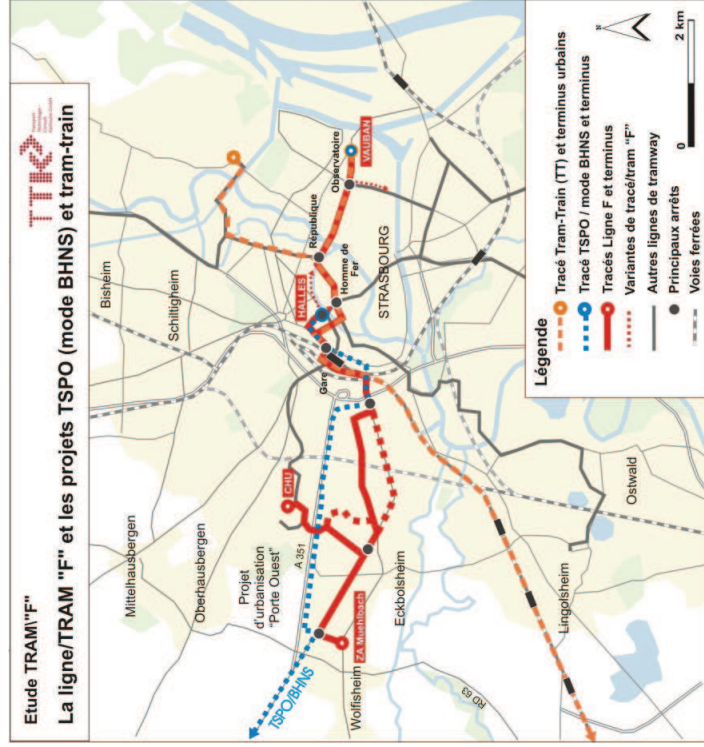 Etude TRAM\"F"
La ligne/TRAM "F" et les projets TSPO (mode BHNS) et tram-train
TTK
Mittelhausbergen
Oberhausbergen
Projet
d'urbanisation
"Porte Ouest"
A 351
TSPO/BHNS
Wolfisheim
ZA Muehlbach
CHU
Eckbolsheim
RD 63
Lingolsheim
Ostwald
Bisheim
Schiltigheim
HALLES
Gare
Homme de
Fer
République
Observatoire
VAUBAN
STRASBOURG
Légende
Tracé Tram-Train (TT) et terminus urbains
Tracé TSPO / mode BHNS et terminus
Tracés Ligne F et terminus
Variantes de tracé/tram "F"
Autres lignes de tramway
Principaux arrêts
Voies ferrées
N
0
2 km